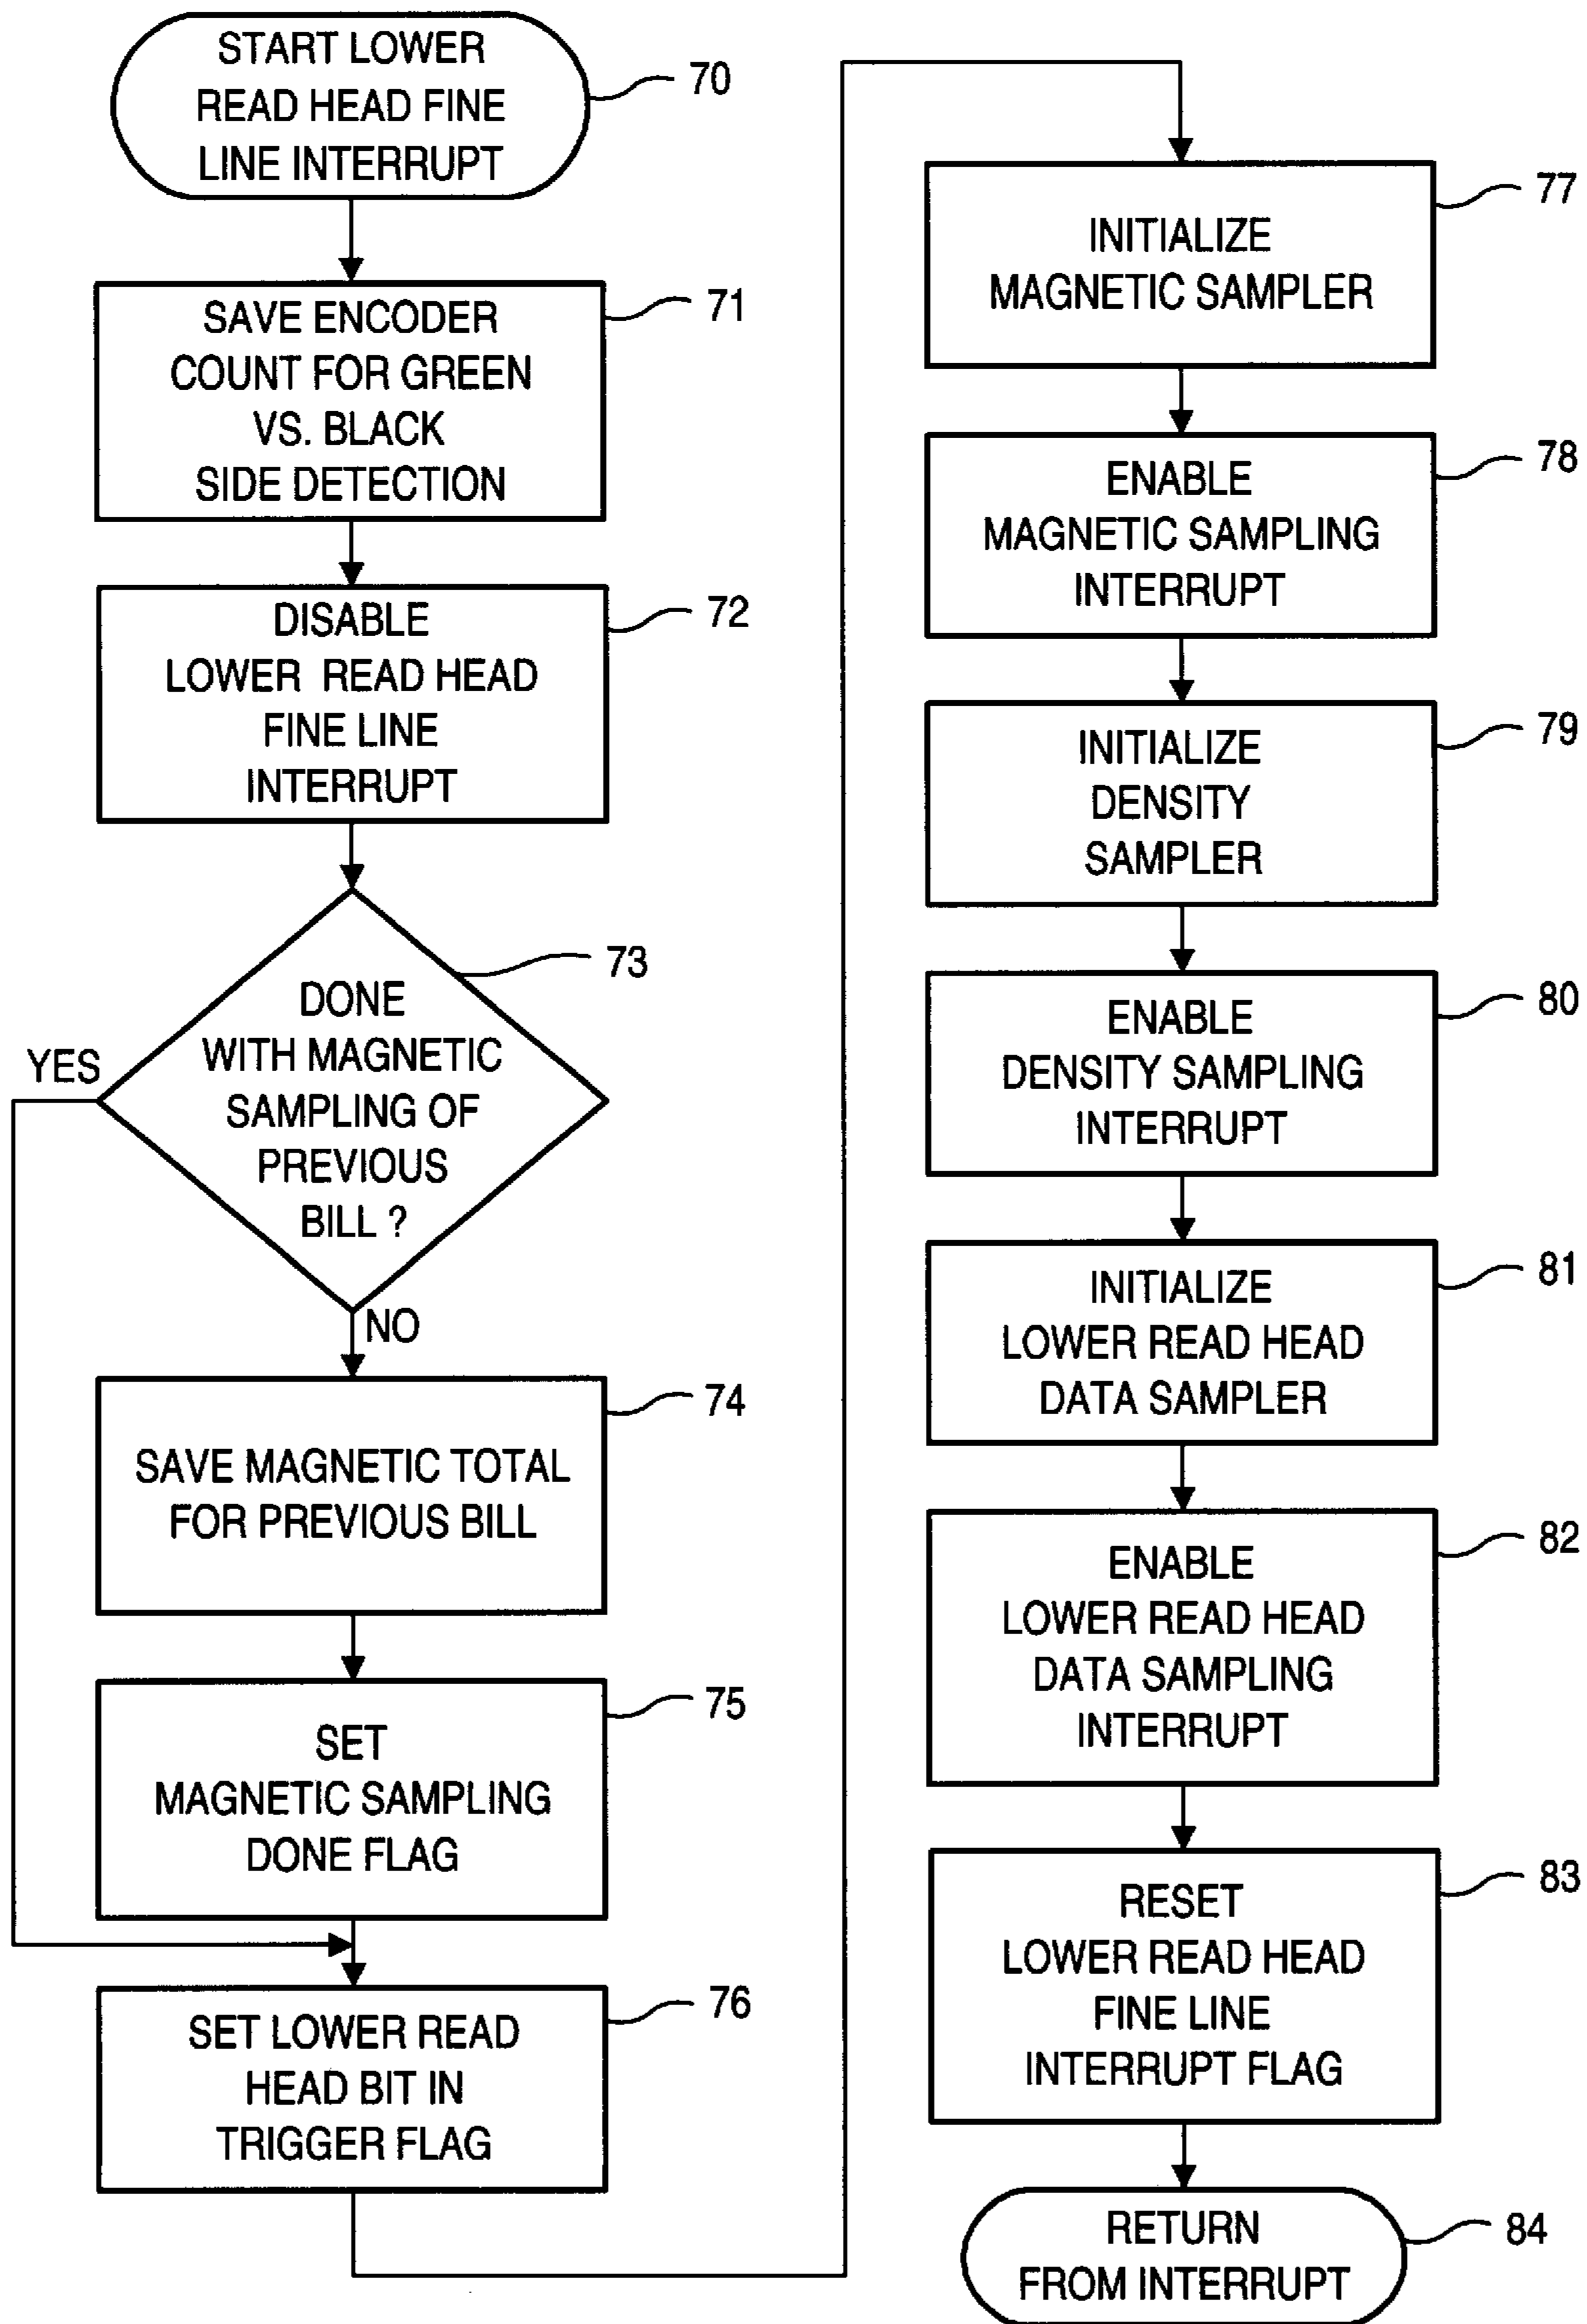 START LOWER
READ HEAD FINE
LINE INTERRUPT
70
SAVE ENCODER
COUNT FOR GREEN
VS. BLACK
SIDE DETECTION
71
DISABLE
LOWER READ HEAD
FINE LINE
INTERRUPT
72
DONE
WITH MAGNETIC
SAMPLING OF
PREVIOUS
BILL ?
73
YES
NO
SAVE MAGNETIC TOTAL
FOR PREVIOUS BILL
74
SET
MAGNETIC SAMPLING
DONE FLAG
75
SET LOWER READ
HEAD BIT IN
TRIGGER FLAG
76
INITIALIZE
MAGNETIC SAMPLER
77
ENABLE
MAGNETIC SAMPLING
INTERRUPT
78
INITIALIZE
DENSITY
SAMPLER
79
ENABLE
DENSITY SAMPLING
INTERRUPT
80
INITIALIZE
LOWER READ HEAD
DATA SAMPLER
81
ENABLE
LOWER READ HEAD
DATA SAMPLING
INTERRUPT
82
RESET
LOWER READ HEAD
FINE LINE
INTERRUPT FLAG
83
RETURN
FROM INTERRUPT
84